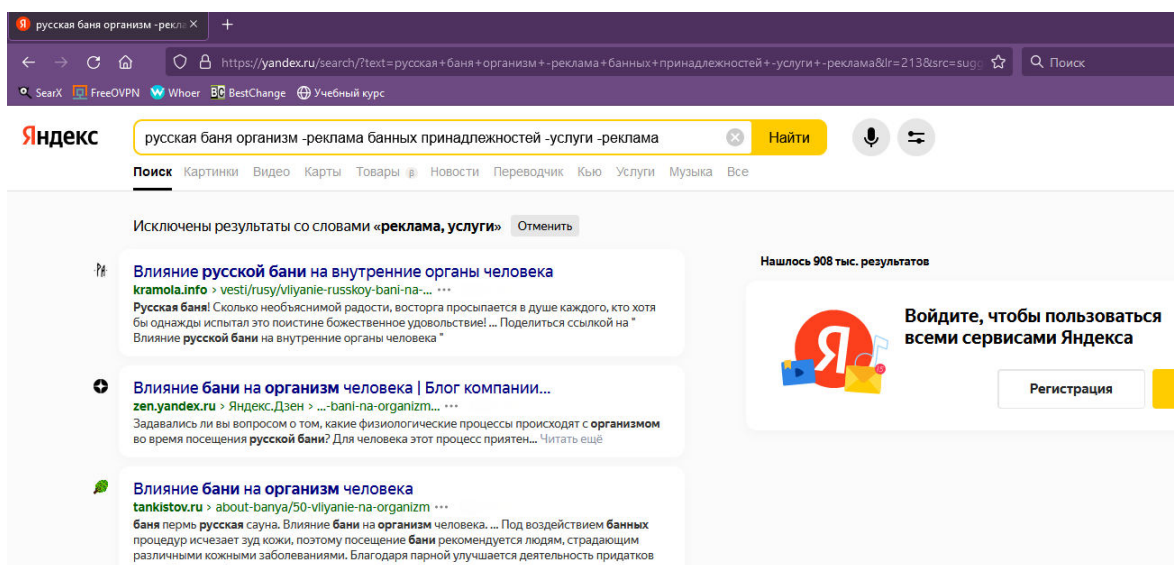 русская баня организм -рекла
https://yandex.ru/search/?text=русская+баня+организм+-реклама+банных+принадлежностей+-услуги+-реклама&lr=213&src=sugg
Поиск
SearX FreeOVPN Whoer BestChange Учебный курс
Яндекс
русская баня организм -реклама банных принадлежностей -услуги -реклама
Найти
Поиск Картинки Видео Карты Товары β Новости Переводчик Кью Услуги Музыка Все
Исключены результаты со словами «реклама, услуги» Отменить
Влияние русской бани на внутренние органы человека
kramola.info › vesti/rusy/vliyanie-russkoy-bani-na-...
Русская баня! Сколько необъяснимой радости, восторга просыпается в душе каждого, кто хотя
бы однажды испытал это поистине божественное удовольствие! ... Поделиться ссылкой на "
Влияние русской бани на внутренние органы человека "
Влияние бани на организм человека | Блог компании...
zen.yandex.ru › Яндекс.Дзен › ...-bani-na-organizm...
Задавались ли вы вопросом о том, какие физиологические процессы происходят с организмом
во время посещения русской бани? Для человека этот процесс приятен... Читать ещё
Влияние бани на организм человека
tankistov.ru › about-banya/50-vliyanie-na-organizm
баня пермь русская сауна. Влияние бани на организм человека. ... Под воздействием банных
процедур исчезает зуд кожи, поэтому посещение бани рекомендуется людям, страдающим
различными кожными заболеваниями. Благодаря парной улучшается деятельность придатков
Нашлось 908 тыс. результатов
Войдите, чтобы пользоваться
всеми сервисами Яндекса
Регистрация